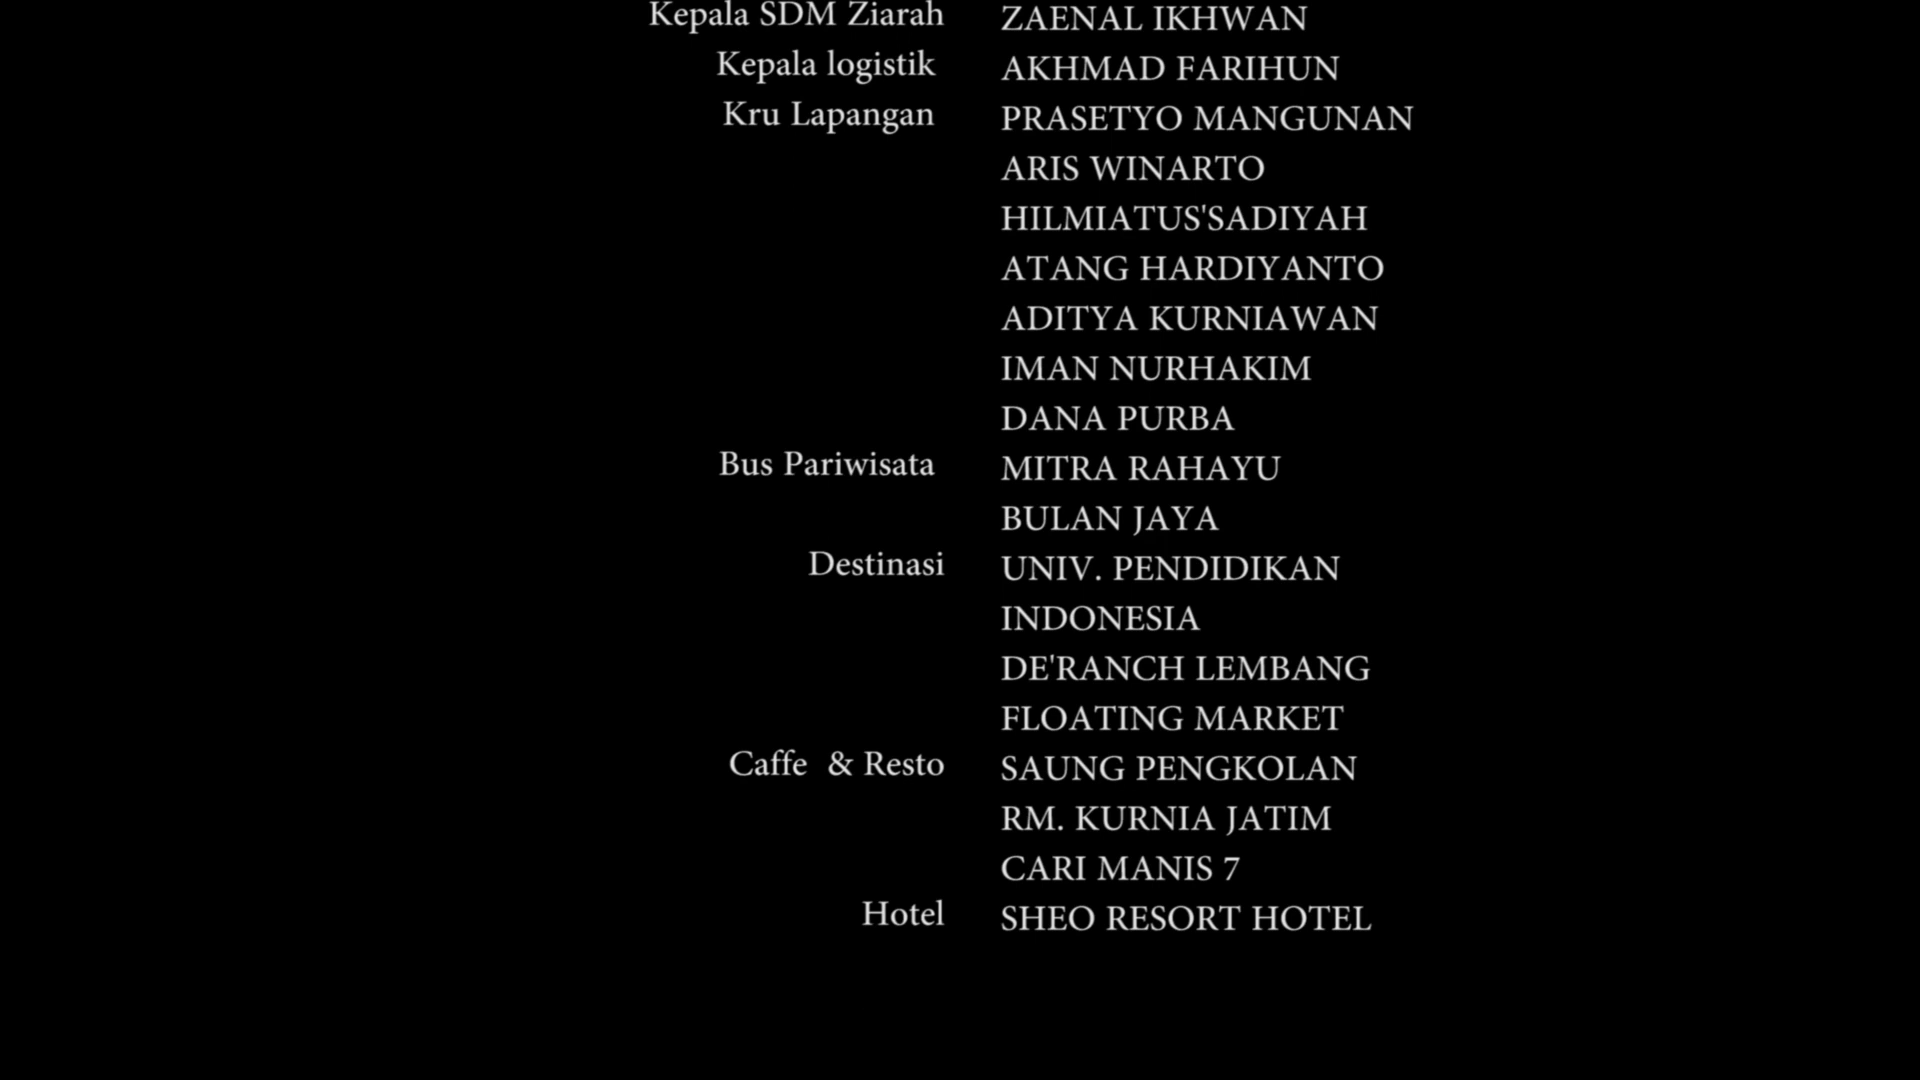 Kepala SDM Ziarah ZAENAL IKHWAN
Kepala logistik AKHMAD FARIHUN
Kru Lapangan PRASETYO MANGUNAN
ARIS WINARTO
HILMIATUS'SADIYAH
ATANG HARDIYANTO
ADITYA KURNIAWAN
IMAN NURHAKIM
DANA PURBA
Bus Pariwisata MITRA RAHAYU
BULAN JAYA
Destinasi UNIV. PENDIDIKAN
INDONESIA
DE'RANCH LEMBANG
FLOATING MARKET
Caffe & Resto SAUNG PENGKOLAN
RM. KURNIA JATIM
CARI MANIS 7
Hotel SHEO RESORT HOTEL